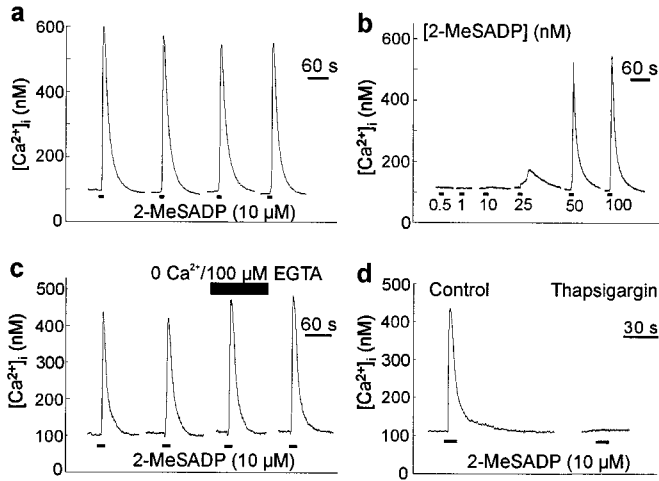 a
600
400
200
0
[Ca²⁺]ᵢ (nM)
60 s
2-MeSADP (10 µM)
b
[2-MeSADP] (nM)
600
400
200
0
[Ca²⁺]ᵢ (nM)
60 s
0.5 1 10 25 50 100
c
0 Ca²⁺/100 µM EGTA
500
400
300
200
100
0
[Ca²⁺]ᵢ (nM)
60 s
2-MeSADP (10 µM)
d
Control Thapsigargin
500
400
300
200
100
0
[Ca²⁺]ᵢ (nM)
30 s
2-MeSADP (10 µM)